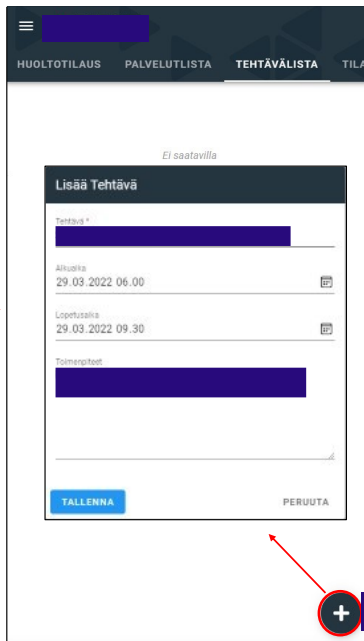 HUOLTOTILAUS PALVELUTLISTA TEHTÄVÄLISTA TILA
Ei saatavilla
Lisää Tehtävä
Tehtävä *
Alkuaika
29.03.2022 06.00
Lopetusaika
29.03.2022 09.30
Toimenpiteet
TALLENNA PERUUTA